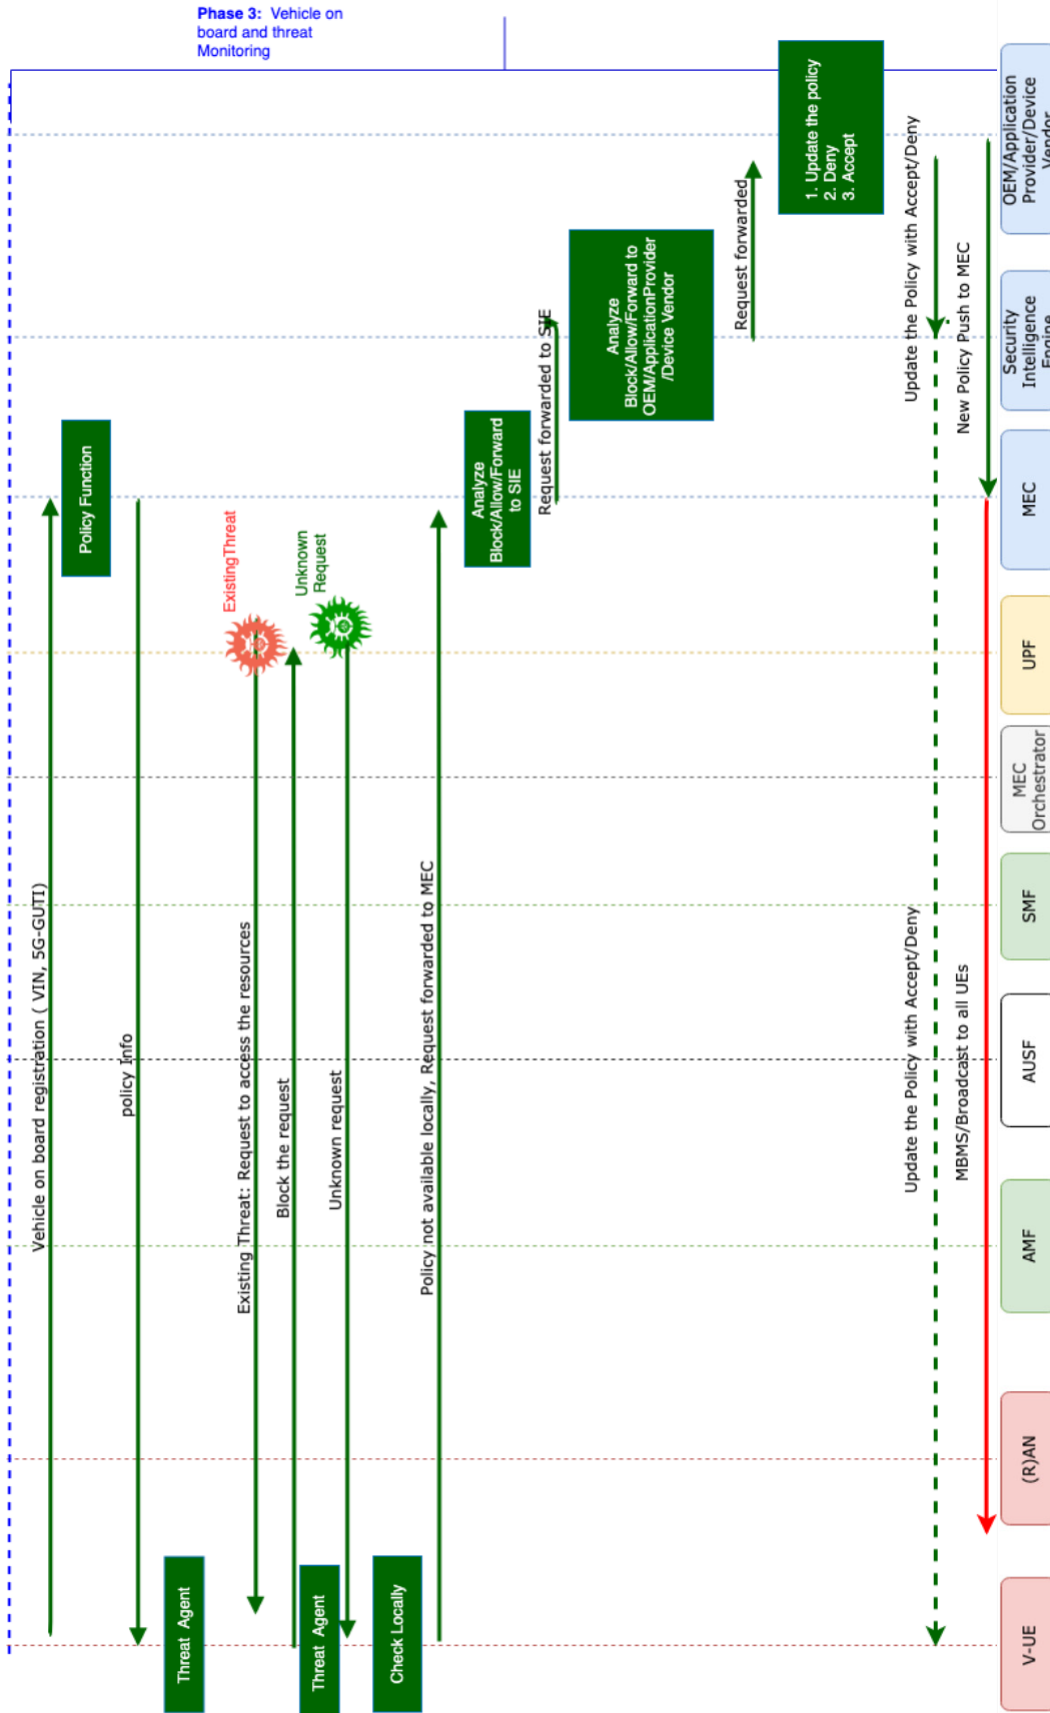 Phase 3: Vehicle on
board and threat
Monitoring
Vehicle on board registration ( VIN, 5G-GUTI)
Policy Function
policy Info
Threat Agent
ExistingThreat
Existing Threat: Request to access the resources
Block the request
Threat Agent
Unknown
Request
Unknown request
Check Locally
Policy not available locally, Request forwarded to MEC
Analyze
Block/Allow/Forward
to SIE
Request forwarded to SIE
Analyze
Block/Allow/Forward to
OEM/ApplicationProvider
/Device Vendor
Request forwarded
1. Update the policy
2. Deny
3. Accept
Update the Policy with Accept/Deny
Update the Policy with Accept/Deny
New Policy Push to MEC
MBMS/Broadcast to all UEs
V-UE
(R)AN
AMF
AUSF
SMF
MEC
Orchestrator
UPF
MEC
Security
Intelligence
Engine
OEM/Application
Provider/Device
Vendor